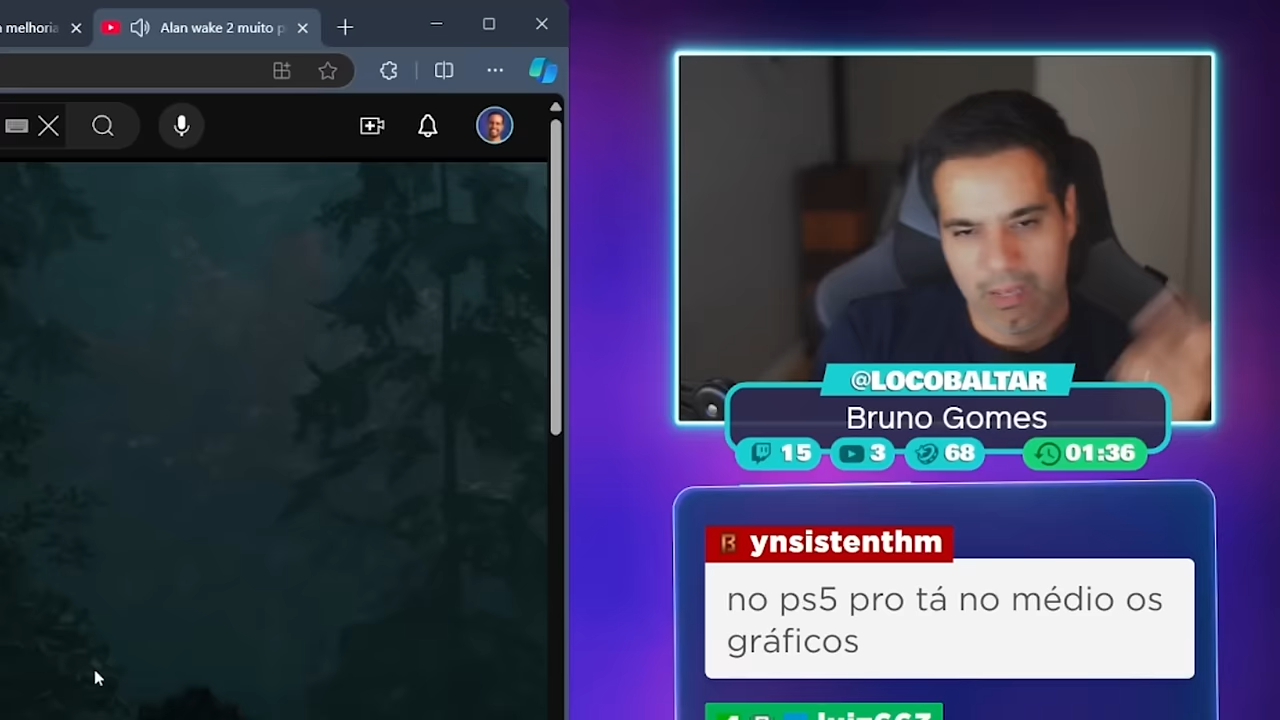 melhoria
Alan wake 2 muito p
@LOCOBALTAR
Bruno Gomes
15
3
68
01:36
ynsistenthm
no ps5 pro tá no médio os
gráficos